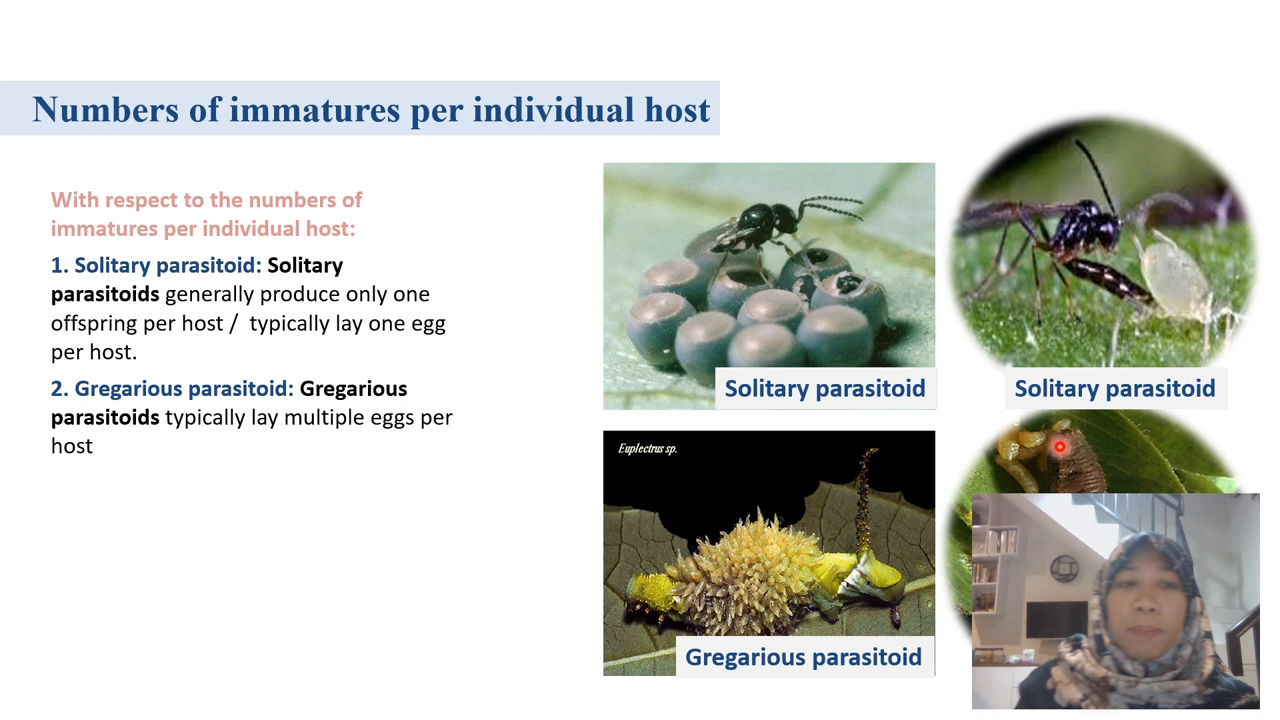 Numbers of immatures per individual host
With respect to the numbers of
immatures per individual host:
1. Solitary parasitoid: Solitary
parasitoids generally produce only one
offspring per host / typically lay one egg
per host.
2. Gregarious parasitoid: Gregarious
parasitoids typically lay multiple eggs per
host
Solitary parasitoid
Solitary parasitoid
Euplectrus sp.
Gregarious parasitoid